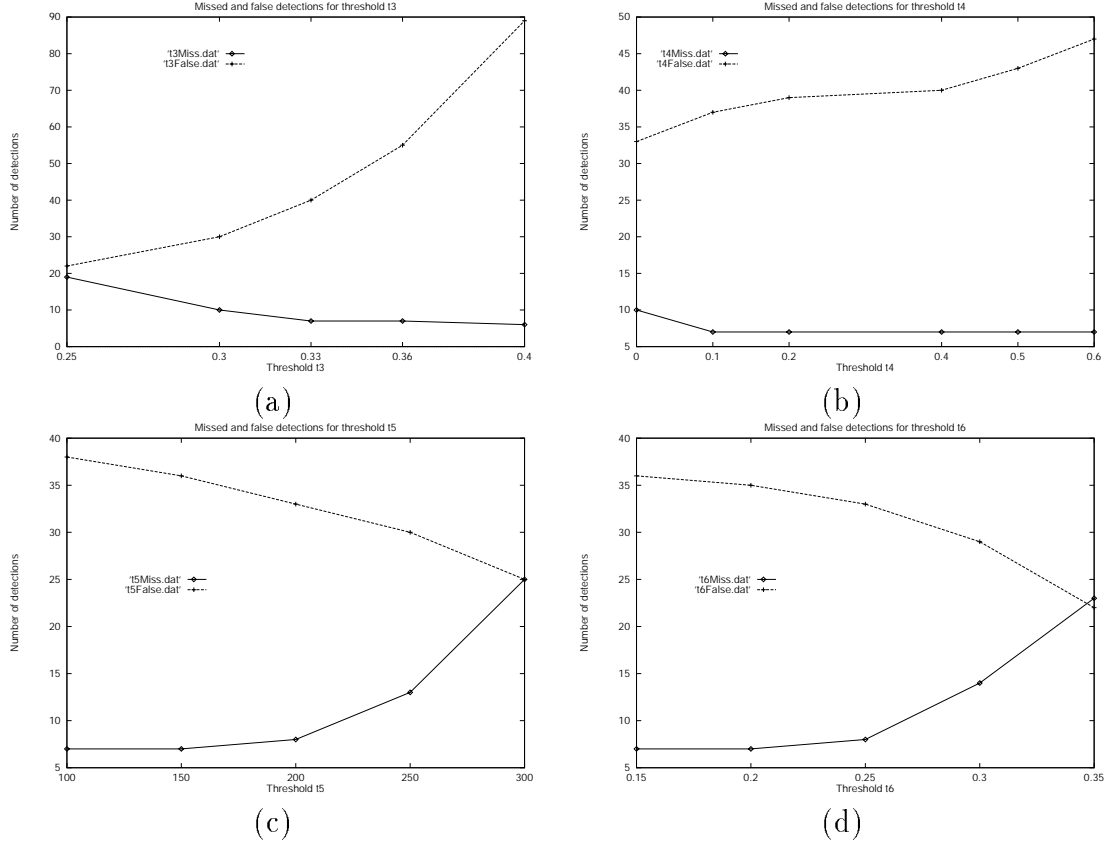 Missed and false detections for threshold t3
90
80
70
60
50
40
30
20
10
0
't3Miss.dat'
't3False.dat'
Number of detections
0.25
0.3
0.33
0.36
0.4
Threshold t3
(a)
Missed and false detections for threshold t4
50
45
40
35
30
25
20
15
10
5
't4Miss.dat'
't4False.dat'
Number of detections
0
0.1
0.2
0.4
0.5
0.6
Threshold t4
(b)
Missed and false detections for threshold t5
40
35
30
25
20
15
10
5
't5Miss.dat'
't5False.dat'
Number of detections
100
150
200
250
300
Threshold t5
(c)
Missed and false detections for threshold t6
40
35
30
25
20
15
10
5
't6Miss.dat'
't6False.dat'
Number of detections
0.15
0.2
0.25
0.3
0.35
Threshold t6
(d)